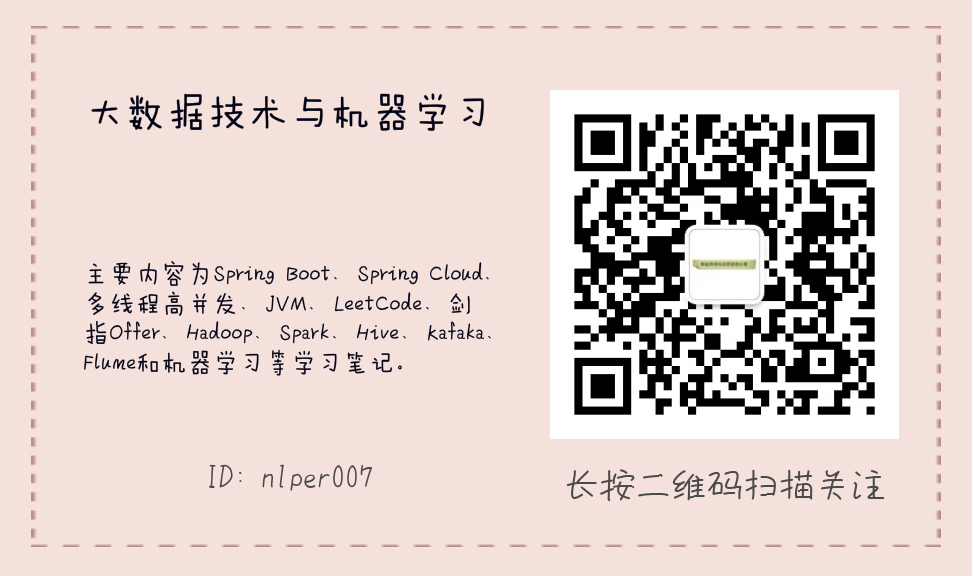 大数据技术与机器学习
主要内容为Spring Boot、 Spring Cloud、
多线程高并发、 JVM、 LeetCode、 剑
指Offer、 Hadoop、 Spark、 Hive、 Kafaka、
Flume和机器学习等学习笔记。
ID: nlper007
长按二维码扫描关注